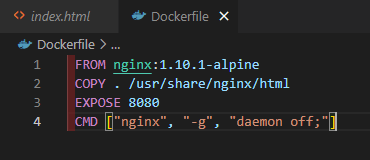 index.html
Dockerfile
Dockerfile > ...
1 FROM nginx:1.10.1-alpine
2 COPY . /usr/share/nginx/html
3 EXPOSE 8080
4 CMD ["nginx", "-g", "daemon off;"]